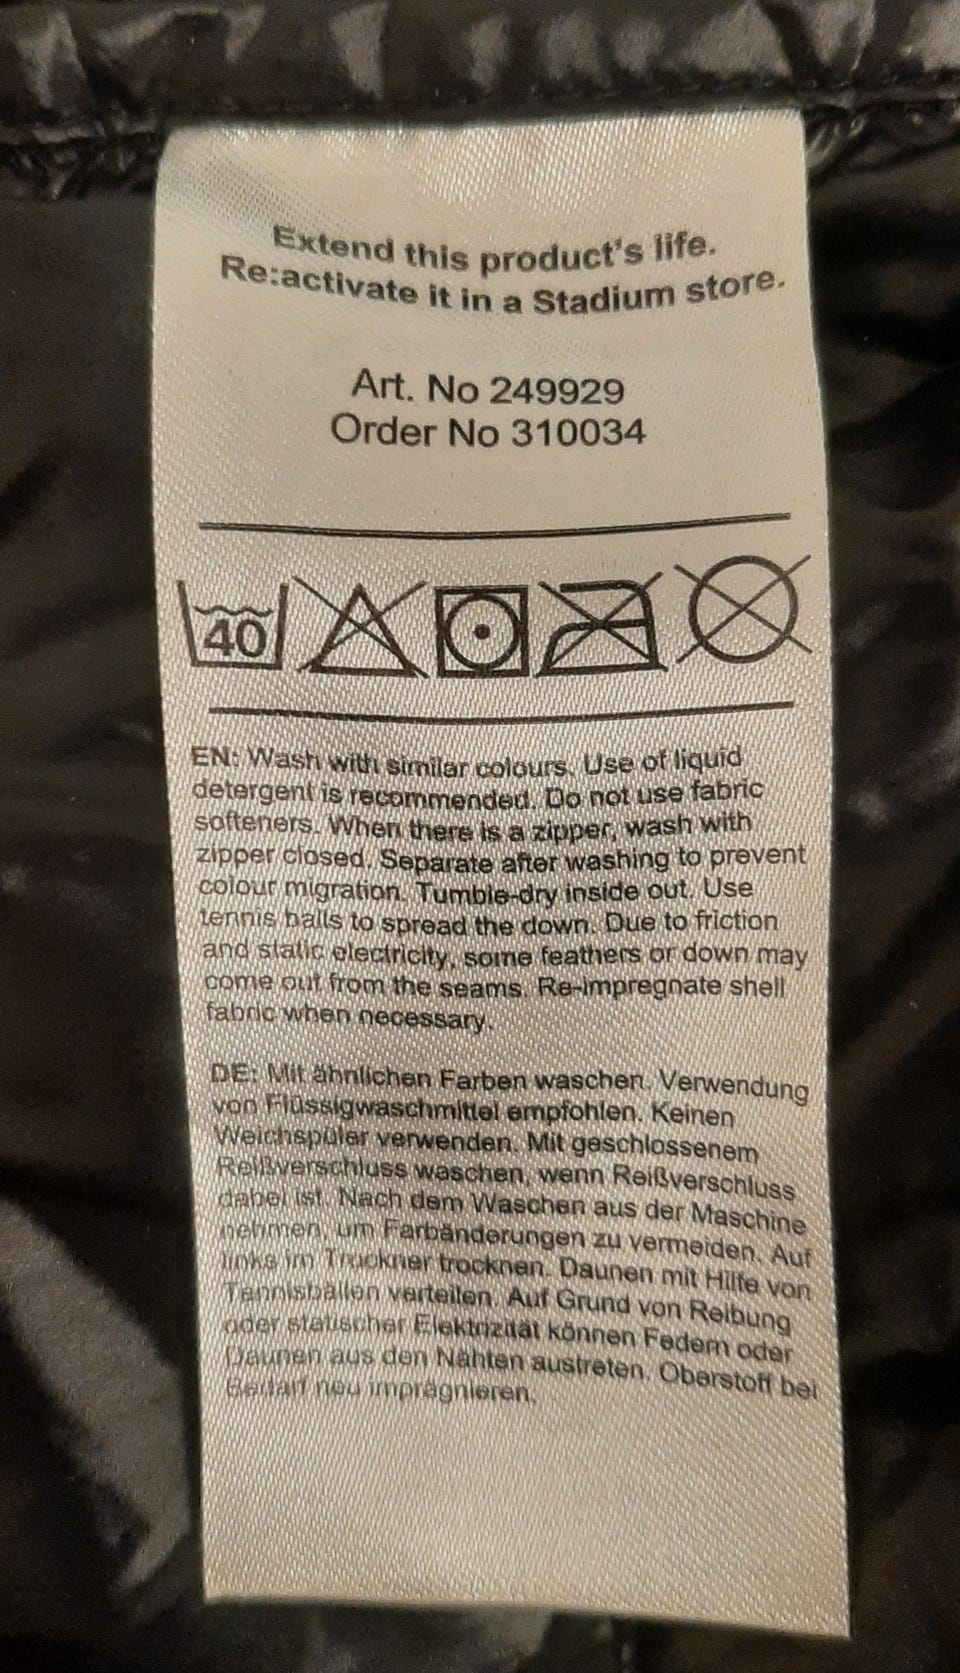 Extend this product's life.
Re:activate it in a Stadium store.
Art. No 249929
Order No 310034
40
EN: Wash with similar colours. Use of liquid
detergent is recommended. Do not use fabric
softeners. When there is a zipper, wash with
zipper closed. Separate after washing to prevent
colour migration. Tumble-dry inside out. Use
tennis balls to spread the down. Due to friction
and static electricity, some feathers or down may
come out from the seams. Re-impregnate shell
fabric when necessary.
DE: Mit ähnlichen Farben waschen. Verwendung
von Flüssigwaschmittel empfohlen. Keinen
Weichspüler verwenden. Mit geschlossenem
Reißverschluss waschen, wenn Reißverschluss
dabei ist. Nach dem Waschen aus der Maschine
nehmen, um Farbänderungen zu vermeiden. Auf
links im Trockner trocknen. Daunen mit Hilfe von
Tennisbällen verteilen. Auf Grund von Reibung
oder statischer Elektrizität können Federn oder
Daunen aus den Nähten austreten. Oberstoff bei
Bedarf neu imprägnieren.